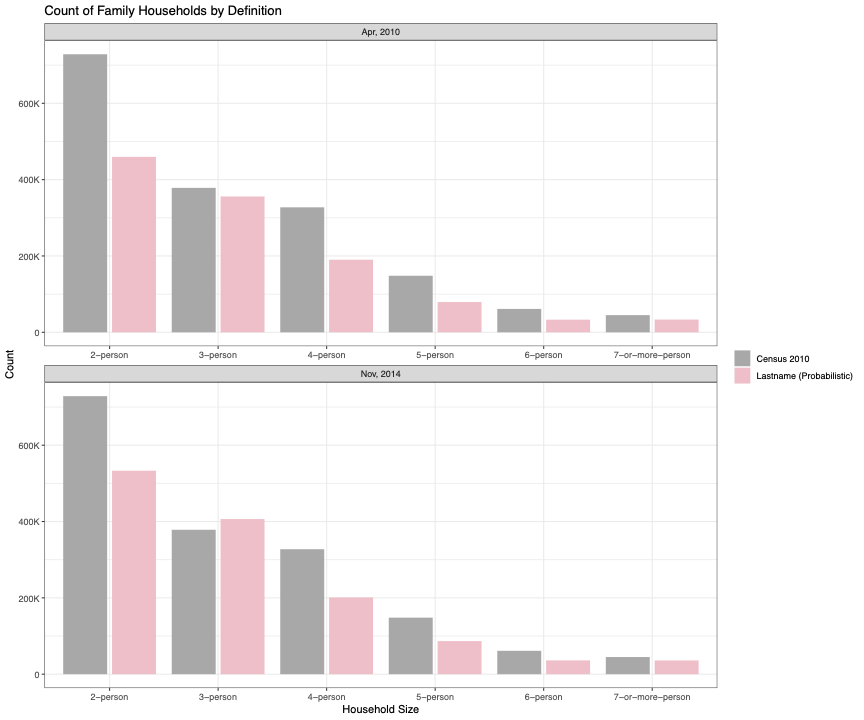 Count of Family Households by Definition
Apr, 2010
600K
400K
200K
0
2−person 3−person 4−person 5−person 6−person 7−or−more−person
Count
Nov, 2014
600K
400K
200K
0
2−person 3−person 4−person 5−person 6−person 7−or−more−person
Household Size
Census 2010
Lastname (Probabilistic)